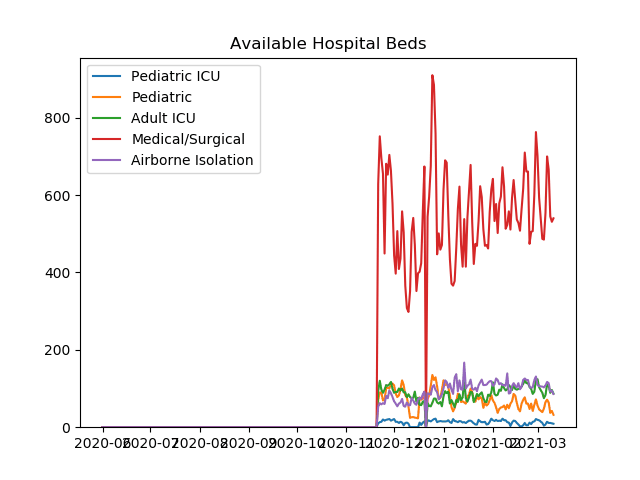 Available Hospital Beds
Pediatric ICU
Pediatric
Adult ICU
Medical/Surgical
Airborne Isolation
800
600
400
200
0
2020-06 2020-07 2020-08 2020-09 2020-10 2020-11 2020-12 2021-01 2021-02 2021-03